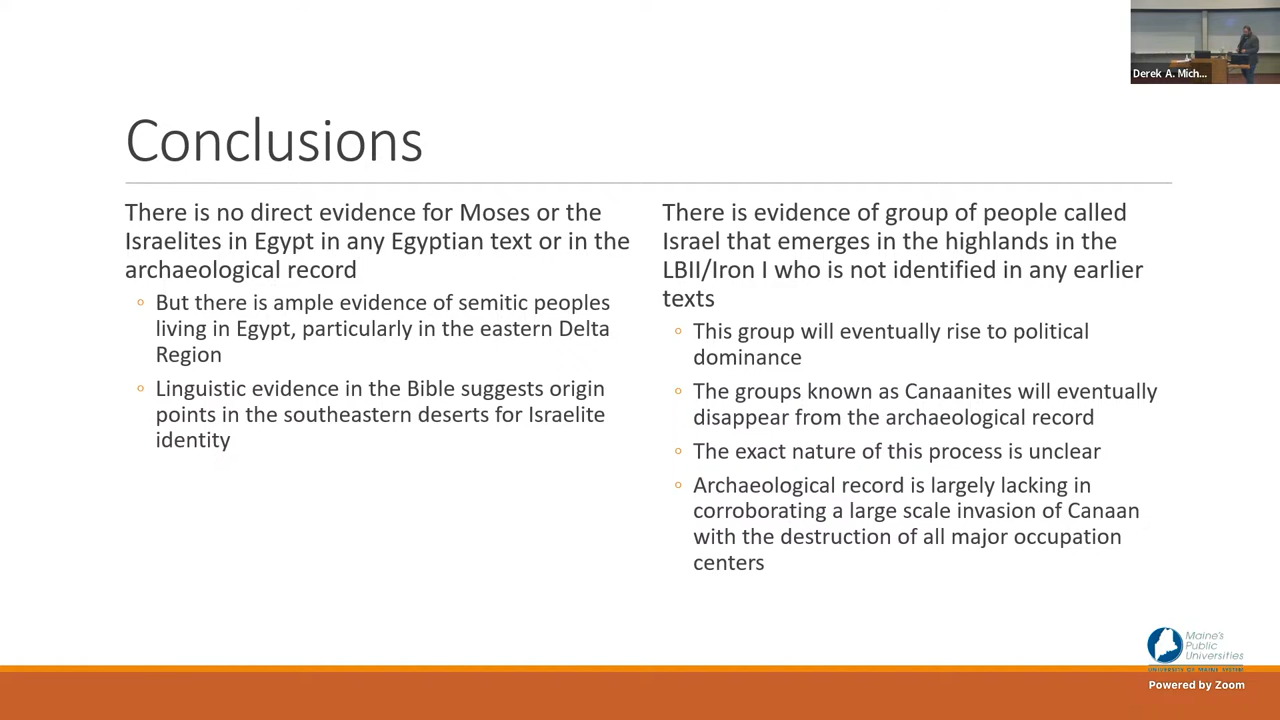 Derek A. Mich...
Conclusions
There is no direct evidence for Moses or the
Israelites in Egypt in any Egyptian text or in the
archaeological record
But there is ample evidence of semitic peoples
living in Egypt, particularly in the eastern Delta
Region
Linguistic evidence in the Bible suggests origin
points in the southeastern deserts for Israelite
identity
There is evidence of group of people called
Israel that emerges in the highlands in the
LBII/Iron I who is not identified in any earlier
texts
This group will eventually rise to political
dominance
The groups known as Canaanites will eventually
disappear from the archaeological record
The exact nature of this process is unclear
Archaeological record is largely lacking in
corroborating a large scale invasion of Canaan
with the destruction of all major occupation
centers
Maine's
Public
Universities
UNIVERSITY OF MAINE SYSTEM
Powered by Zoom